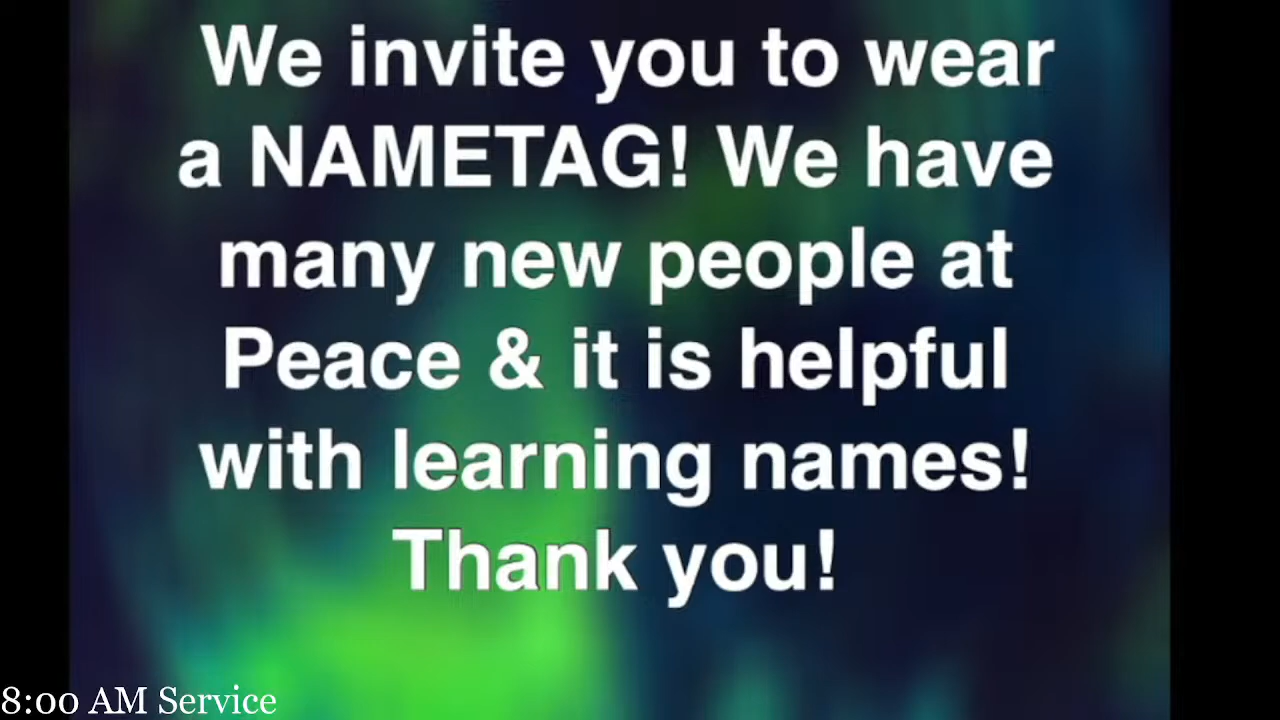 We invite you to wear
a NAMETAG! We have
many new people at
Peace & it is helpful
with learning names!
Thank you!
8:00 AM Service